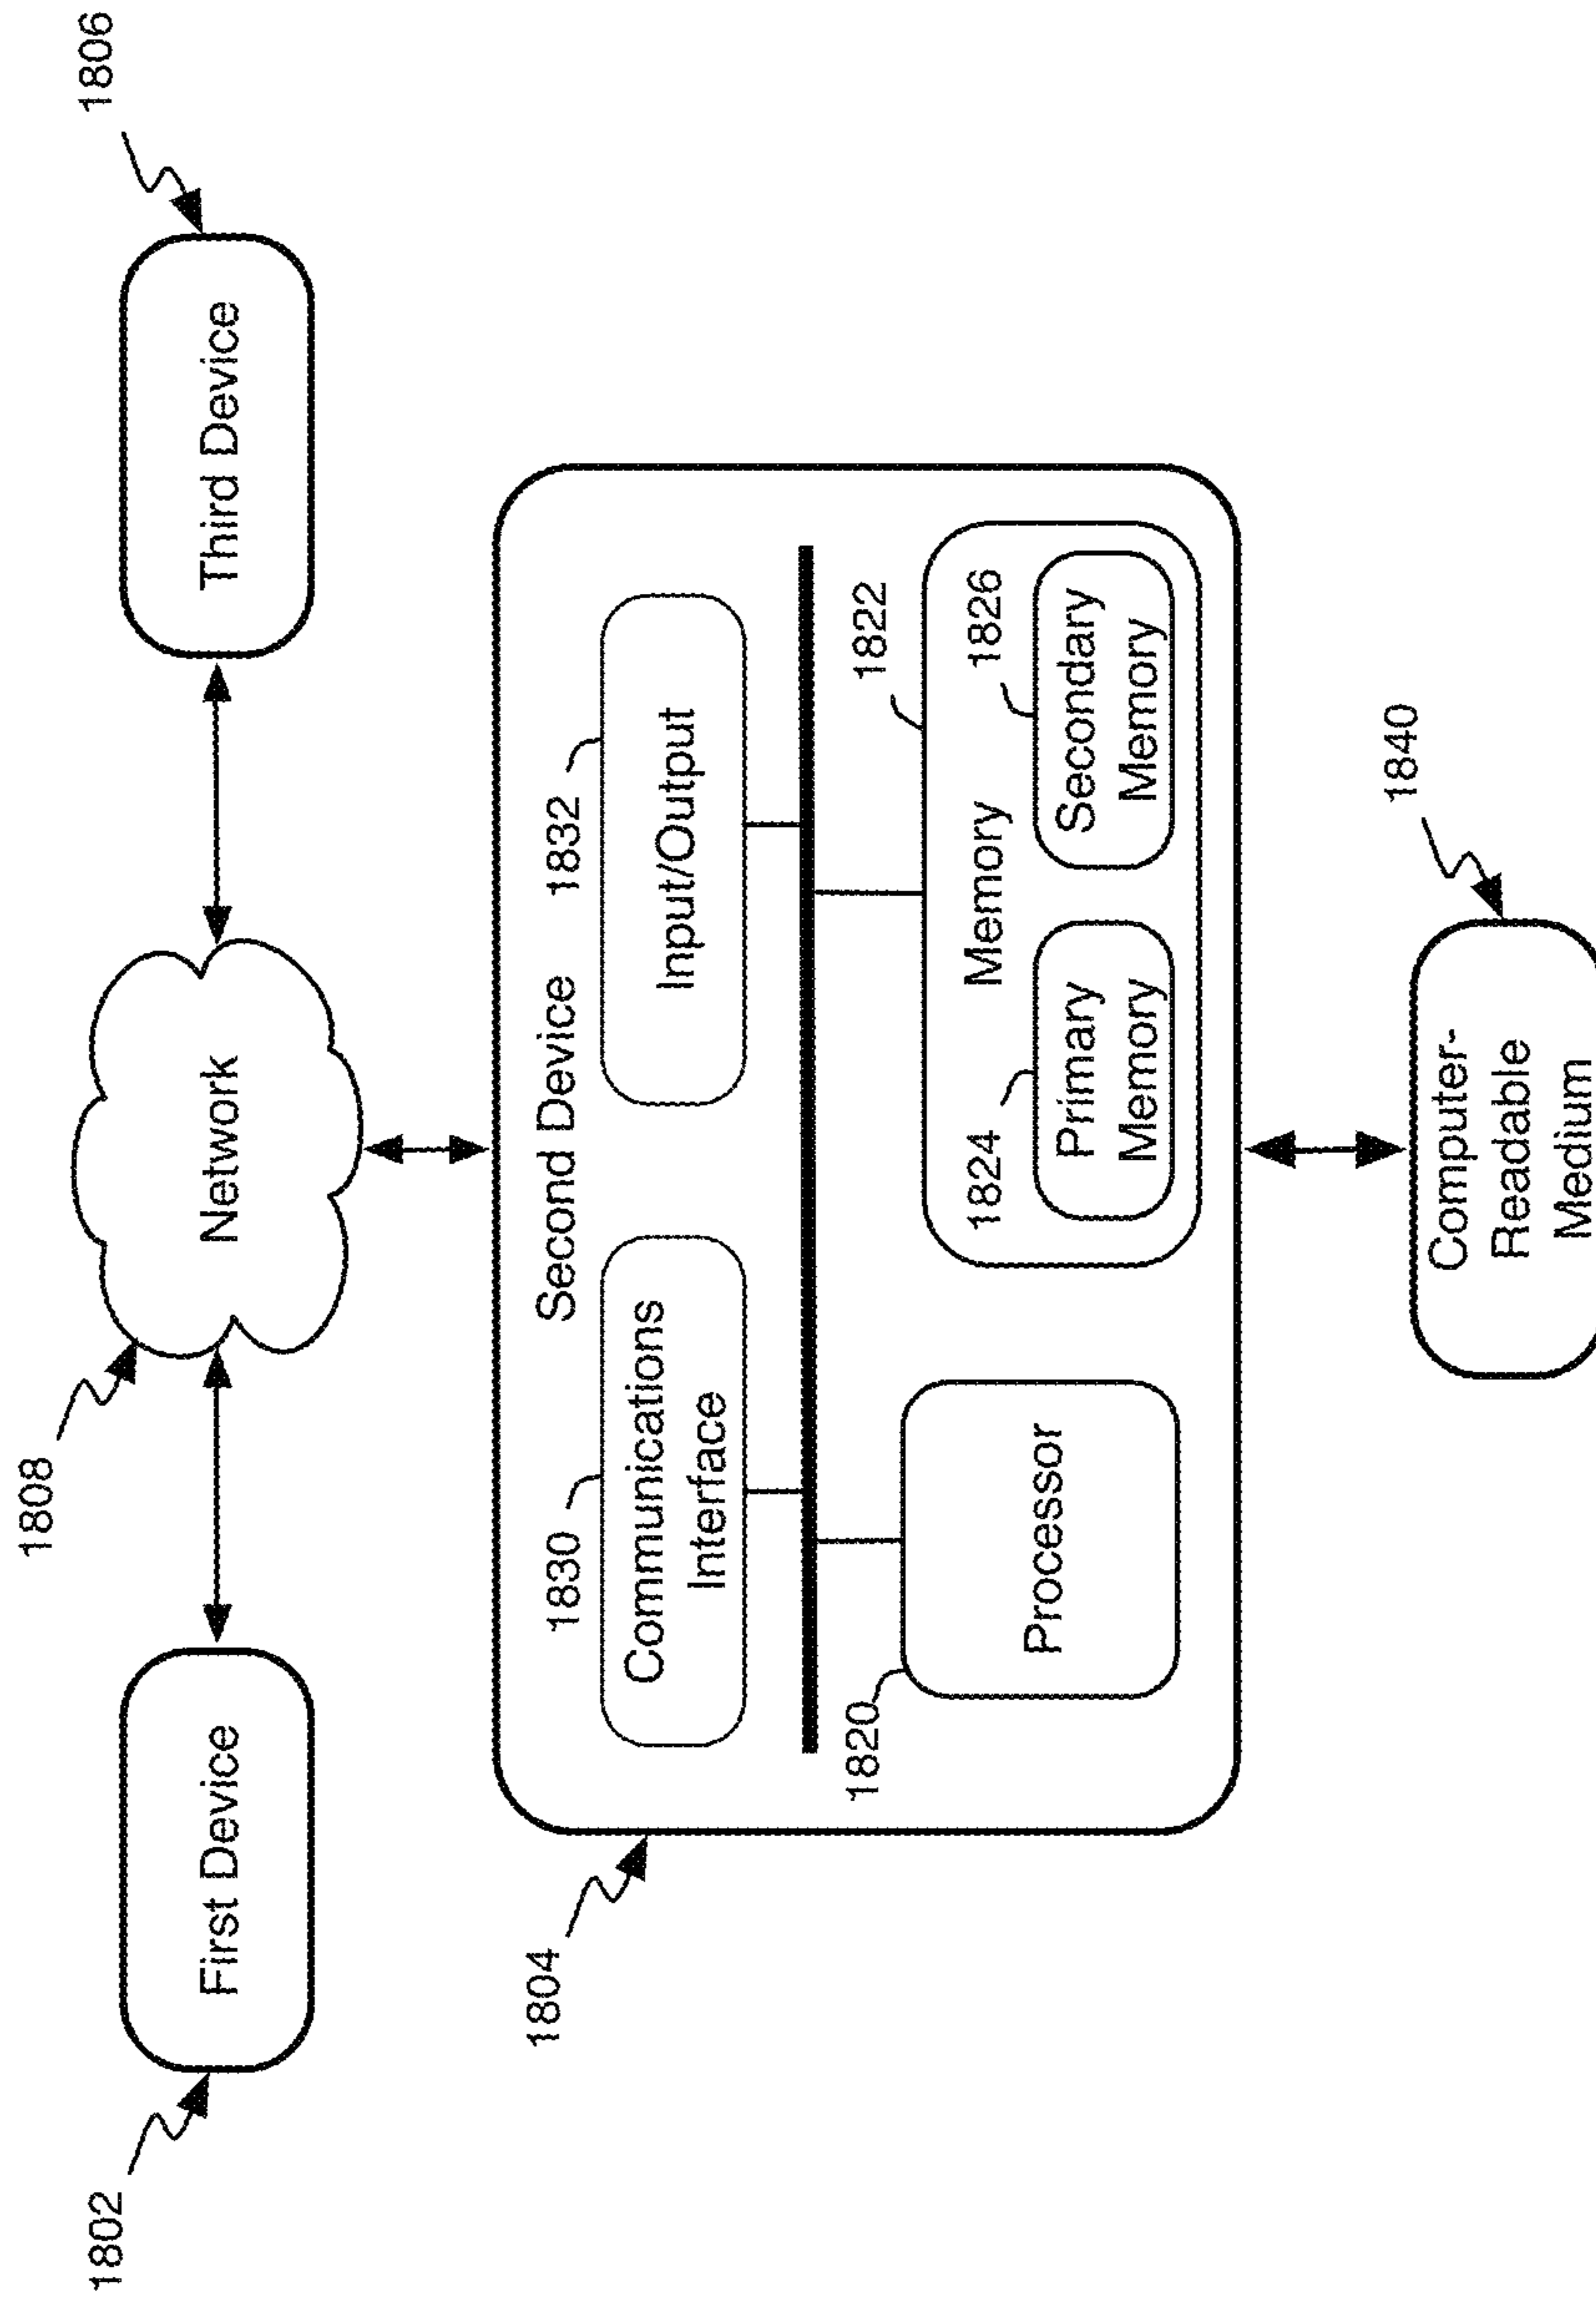 1802
First Device
1808
Network
Third Device
1806
1804
Second Device
1830
Communications
Interface
1832
Input/Output
1820
Processor
1822
Memory
1824
Primary
Memory
1826
Secondary
Memory
1840
Computer-
Readable
Medium